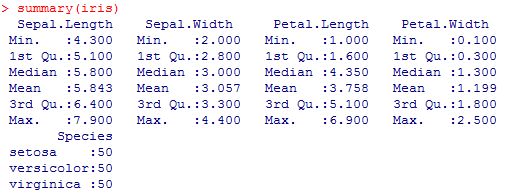 > summary(iris)
Sepal.Length Sepal.Width Petal.Length Petal.Width
Min. :4.300 Min. :2.000 Min. :1.000 Min. :0.100
1st Qu.:5.100 1st Qu.:2.800 1st Qu.:1.600 1st Qu.:0.300
Median :5.800 Median :3.000 Median :4.350 Median :1.300
Mean :5.843 Mean :3.057 Mean :3.758 Mean :1.199
3rd Qu.:6.400 3rd Qu.:3.300 3rd Qu.:5.100 3rd Qu.:1.800
Max. :7.900 Max. :4.400 Max. :6.900 Max. :2.500
Species
setosa :50
versicolor:50
virginica :50